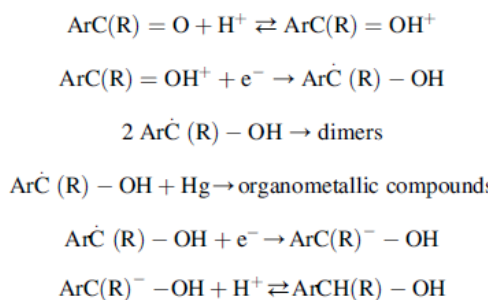 ArC(R) = O + H⁺ ⇄ ArC(R) = OH⁺
ArC(R) = OH⁺ + e⁻ → ArĊ (R) − OH
2 ArĊ (R) − OH → dimers
ArĊ (R) − OH + Hg → organometallic compounds
ArĊ (R) − OH + e⁻ → ArC(R)⁻ − OH
ArC(R)⁻ −OH + H⁺ ⇄ ArCH(R) − OH